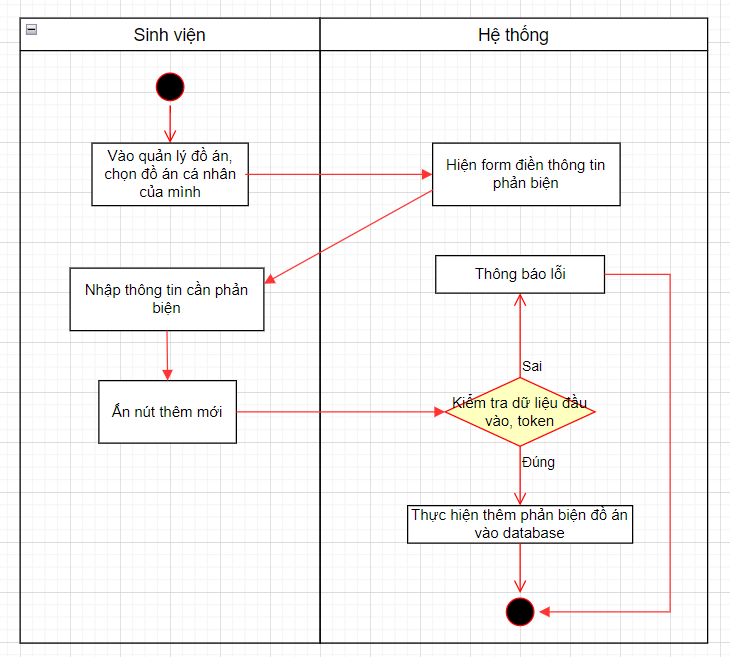 Sinh viện
Hệ thống
Vào quản lý đồ án,
chọn đồ án cá nhân
của mình
Hiện form điền thông tin
phản biện
Nhập thông tin cần phản
biện
Thông báo lỗi
Sai
Ấn nút thêm mới
Kiểm tra dữ liệu đầu
vào, token
Đúng
Thực hiện thêm phản biện đồ án
vào database